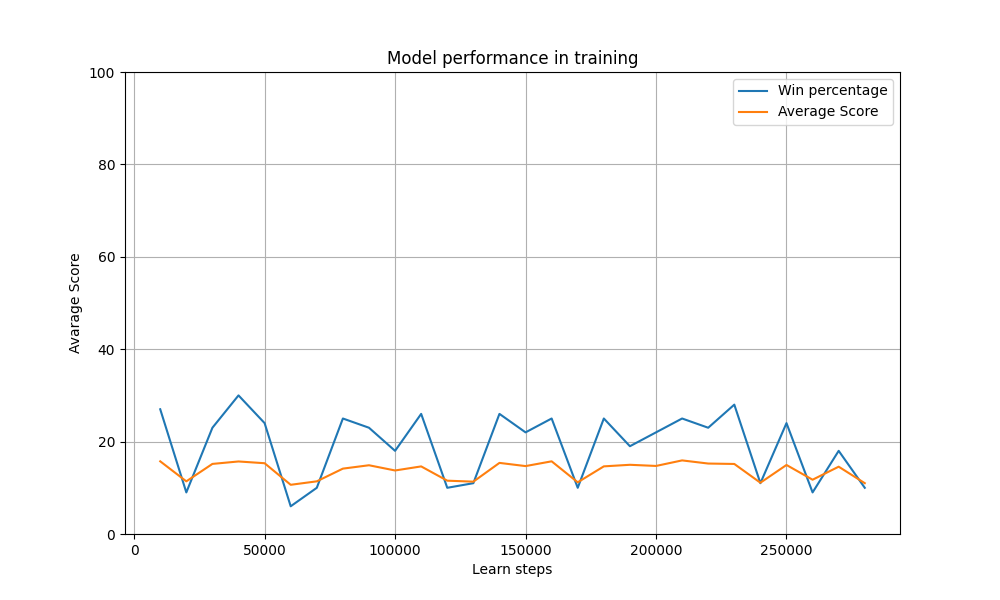 Model performance in training
100
80
60
40
20
0
Avarage Score
Win percentage
Average Score
0
50000
100000
150000
200000
250000
Learn steps